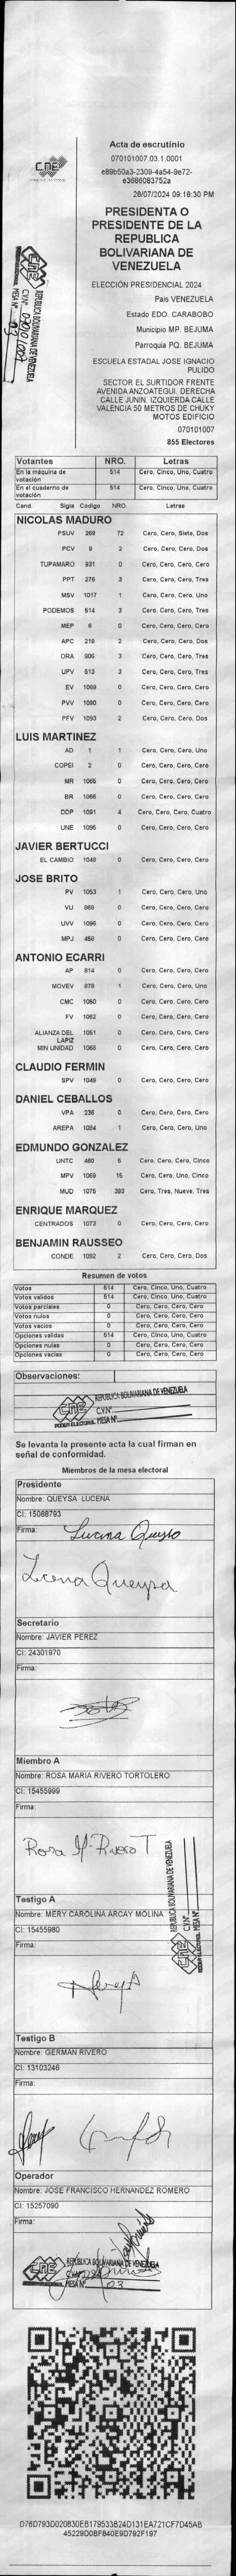 Acta de escrutinio
070101007.03.1.0001
e89b50a3-2309-4a54-9e72-
e3686083752a
28/07/2024 09:18:30 PM
CNE
REPUBLICA BOLIVARIANA DE VENEZUELA
C.V.Nº 070101007
MESA Nº 03
PRESIDENTA O
PRESIDENTE DE LA
REPUBLICA
BOLIVARIANA DE
VENEZUELA
ELECCIÓN PRESIDENCIAL 2024
Pais VENEZUELA
Estado EDO. CARABOBO
Municipio MP. BEJUMA
Parroquia PQ. BEJUMA
ESCUELA ESTADAL JOSE IGNACIO
PULIDO
SECTOR EL SURTIDOR FRENTE
AVENIDA ANZOATEGUI. DERECHA
CALLE JUNIN. IZQUIERDA CALLE
VALENCIA 50 METROS DE CHUKY
MOTOS EDIFICIO
070101007
855 Electores
Votantes NRO. Letras
En la maquina de votación 514 Cero, Cinco, Uno, Cuatro
En el cuaderno de votación 514 Cero, Cinco, Uno, Cuatro
Cand Sigla Código NRO. Letras
NICOLAS MADURO
PSUV 269 72 Cero, Cero, Siete, Dos
PCV 9 2 Cero, Cero, Cero, Dos
TUPAMARO 931 0 Cero, Cero, Cero, Cero
PPT 276 3 Cero, Cero, Cero, Tres
MSV 1017 1 Cero, Cero, Cero, Uno
PODEMOS 514 3 Cero, Cero, Cero, Tres
MEP 6 0 Cero, Cero, Cero, Cero
APC 219 2 Cero, Cero, Cero, Dos
ORA 906 3 Cero, Cero, Cero, Tres
UPV 513 3 Cero, Cero, Cero, Tres
EV 1089 0 Cero, Cero, Cero, Cero
PVV 1090 0 Cero, Cero, Cero, Cero
PFV 1093 2 Cero, Cero, Cero, Dos
LUIS MARTINEZ
AD 1 1 Cero, Cero, Cero, Uno
COPEI 2 0 Cero, Cero, Cero, Cero
MR 1065 0 Cero, Cero, Cero, Cero
BR 1066 0 Cero, Cero, Cero, Cero
DDP 1091 4 Cero, Cero, Cero, Cuatro
UNE 1095 0 Cero, Cero, Cero, Cero
JAVIER BERTUCCI
EL CAMBIO 1048 0 Cero, Cero, Cero, Cero
JOSE BRITO
PV 1053 1 Cero, Cero, Cero, Uno
VU 868 0 Cero, Cero, Cero, Cero
UVV 1096 0 Cero, Cero, Cero, Cero
MPJ 458 0 Cero, Cero, Cero, Cero
ANTONIO ECARRI
AP 914 0 Cero, Cero, Cero, Cero
MOVEV 878 1 Cero, Cero, Cero, Uno
CMC 1060 0 Cero, Cero, Cero, Cero
FV 1062 0 Cero, Cero, Cero, Cero
ALIANZA DEL LAPIZ 1051 0 Cero, Cero, Cero, Cero
MIN UNIDAD 1068 0 Cero, Cero, Cero, Cero
CLAUDIO FERMIN
SPV 1049 0 Cero, Cero, Cero, Cero
DANIEL CEBALLOS
VPA 236 0 Cero, Cero, Cero, Cero
AREPA 1094 1 Cero, Cero, Cero, Uno
EDMUNDO GONZALEZ
UNTC 460 5 Cero, Cero, Cero, Cinco
MPV 1069 15 Cero, Cero, Uno, Cinco
MUD 1075 393 Cero, Tres, Nueve, Tres
ENRIQUE MARQUEZ
CENTRADOS 1073 0 Cero, Cero, Cero, Cero
BENJAMIN RAUSSEO
CONDE 1092 2 Cero, Cero, Cero, Dos
Resumen de votos
Votos 514 Cero, Cinco, Uno, Cuatro
Votos validos 514 Cero, Cinco, Uno, Cuatro
Votos parciales 0 Cero, Cero, Cero, Cero
Votos nulos 0 Cero, Cero, Cero, Cero
Votos vacios 0 Cero, Cero, Cero, Cero
Opciones validas 514 Cero, Cinco, Uno, Cuatro
Opciones nulas 0 Cero, Cero, Cero, Cero
Opciones vacias 0 Cero, Cero, Cero, Cero
Observaciones:
CNE
PODER ELECTORAL
REPUBLICA BOLIVARIANA DE VENEZUELA
C.V.Nº
MESA Nº
Se levanta la presente acta la cual firman en
señal de conformidad.
Miembros de la mesa electoral
Presidente
Nombre: QUEYSA LUCENA
CI: 15088793
Firma: Lucena Queysa
Lucena Queysa
Secretario
Nombre: JAVIER PEREZ
CI: 24301970
Firma:
Miembro A
Nombre: ROSA MARIA RIVERO TORTOLERO
CI: 15455999
Firma:
Rosa M. Rivero T
CNE
PODER ELECTORAL
REPUBLICA BOLIVARIANA DE VENEZUELA
C.V.Nº
MESA Nº
Testigo A
Nombre: MERY CAROLINA ARCAY MOLINA
CI: 15455980
Firma:
Testigo B
Nombre: GERMAN RIVERO
CI: 13103246
Firma:
Operador
Nombre: JOSE FRANCISCO HERNANDEZ ROMERO
CI: 15257090
Firma:
CNE
REPUBLICA BOLIVARIANA DE VENEZUELA
MESA Nº 03
D76D793D020830EB179533B24D131EA721CF7D45AB
45229D0BF840E9D792F197